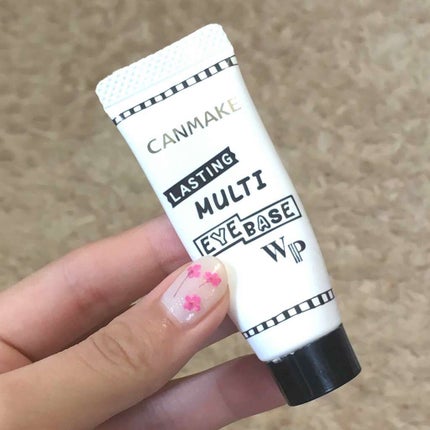 CANMAKE
LASTING
MULTI
EYE BASE
WP